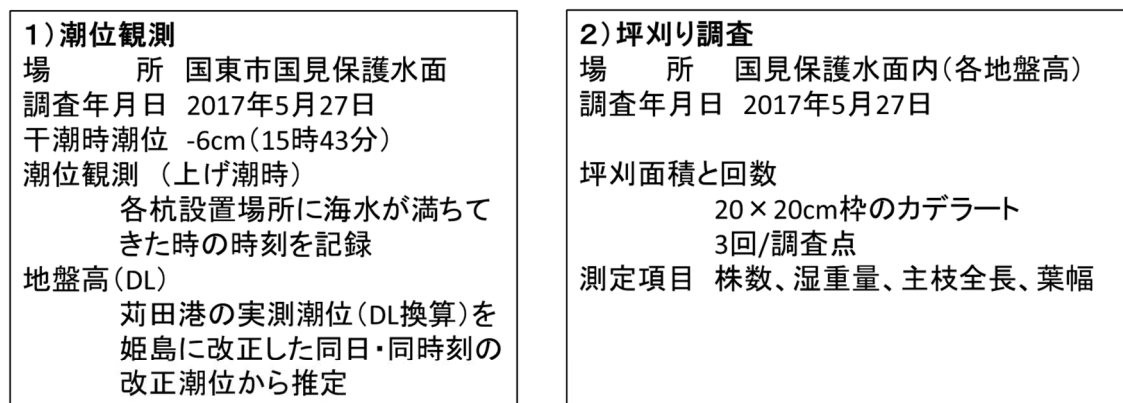 1）潮位観測
場　　　所　国東市国見保護水面
調査年月日　2017年5月27日
干潮時潮位　-6cm（15時43分）
潮位観測　（上げ潮時）
各杭設置場所に海水が満ちて
きた時の時刻を記録
地盤高（DL）
苅田港の実測潮位（DL換算）を
姫島に改正した同日・同時刻の
改正潮位から推定
2）坪刈り調査
場　　所　　国見保護水面内（各地盤高）
調査年月日　2017年5月27日
坪刈面積と回数
20×20cm枠のカデラート
3回/調査点
測定項目　株数、湿重量、主枝全長、葉幅